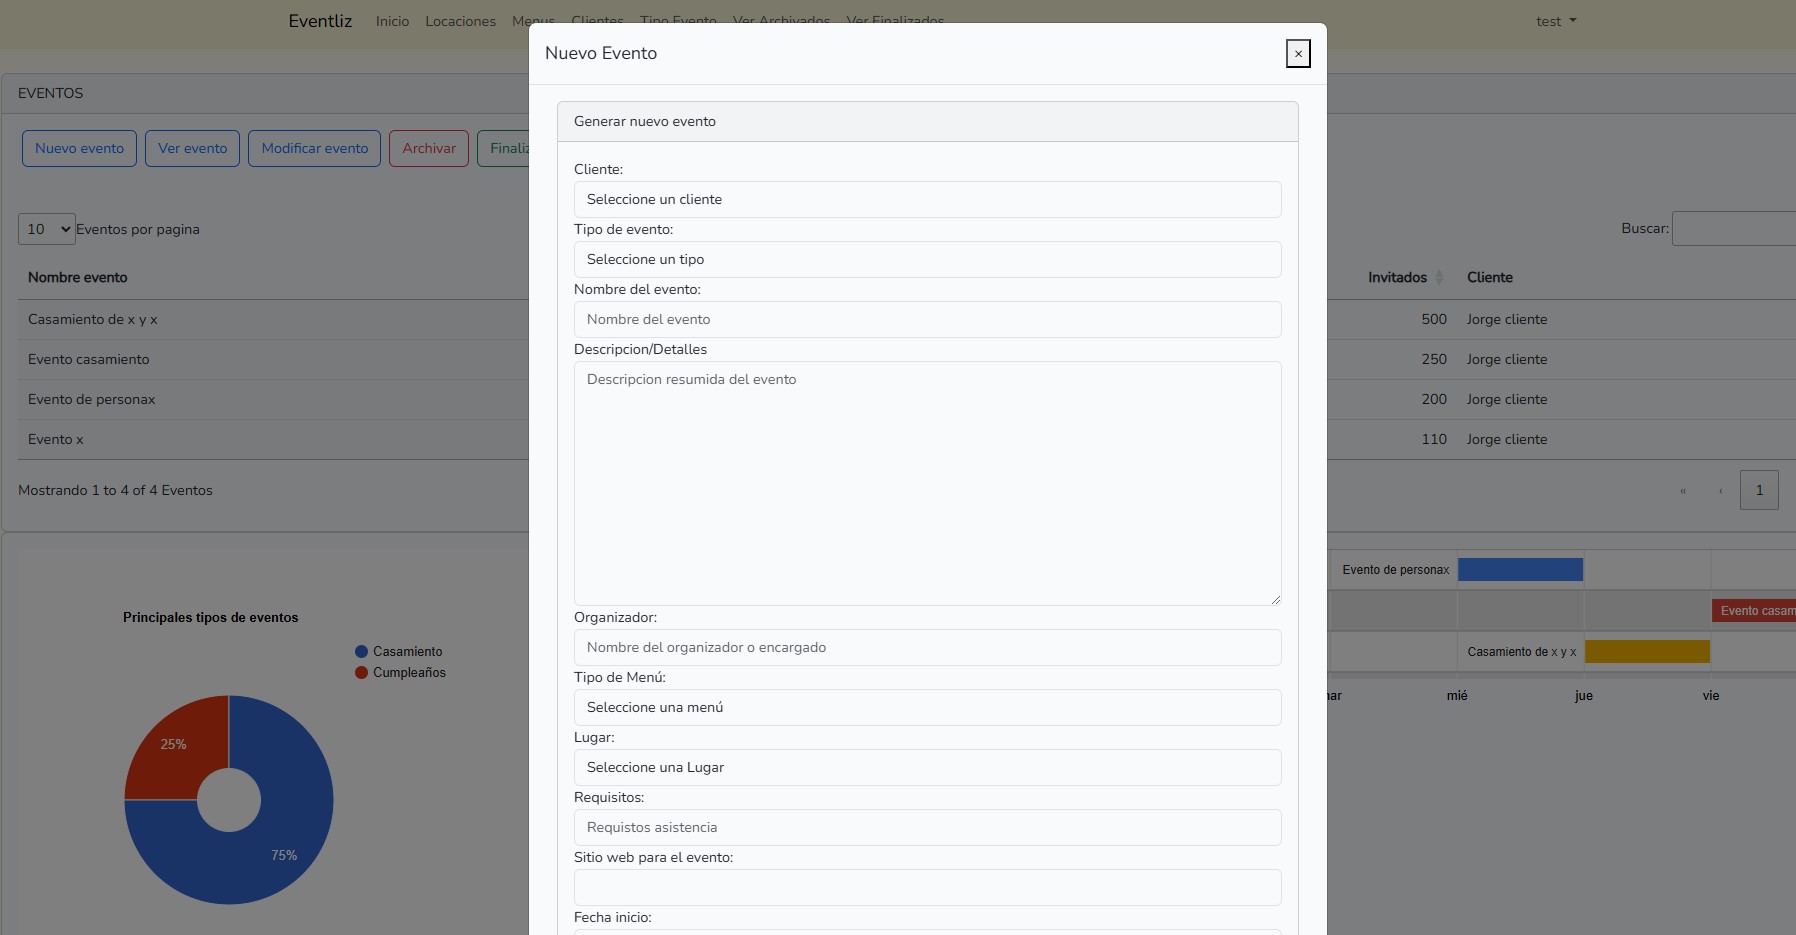 Eventliz Inicio Locaciones Menus Clientes Tipo Evento Ver Archivados Ver Finalizados test
Nuevo Evento ×
EVENTOS
Generar nuevo evento
Nuevo evento Ver evento Modificar evento Archivar
Cliente:
Seleccione un cliente
Tipo de evento:
Seleccione un tipo
Nombre del evento:
Nombre del evento
Descripcion/Detalles
Descripcion resumida del evento
Organizador:
Nombre del organizador o encargado
Tipo de Menú:
Seleccione una menú
Lugar:
Seleccione una Lugar
Requisitos:
Requistos asistencia
Sitio web para el evento:
Fecha inicio:
10 Eventos por pagina Buscar:
Nombre evento Invitados Cliente
Casamiento de x y x 500 Jorge cliente
Evento casamiento 250 Jorge cliente
Evento de personax 200 Jorge cliente
Evento x 110 Jorge cliente
Mostrando 1 to 4 of 4 Eventos « ‹ 1
Principales tipos de eventos
Casamiento
Cumpleaños
25%
75%
Evento de personax
Evento
Casamiento de x y x
mié jue vie